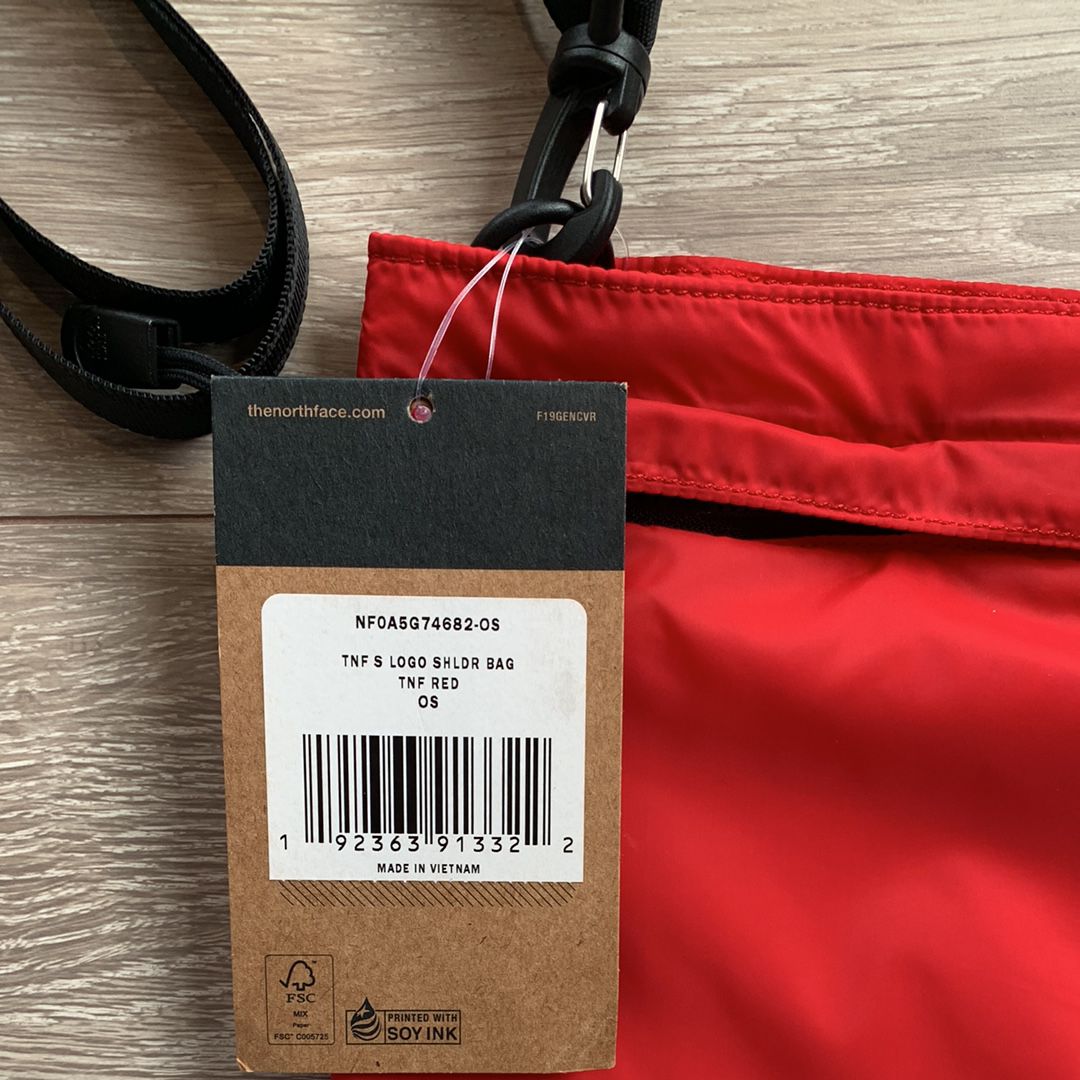 thenorthface.com
F19GENCVR
NF0A5G74682-OS
TNF S LOGO SHLDR BAG
TNF RED
OS
1 92363 91332 2
MADE IN VIETNAM
FSC
MIX
Paper
FSC® C005725
PRINTED WITH
SOY INK